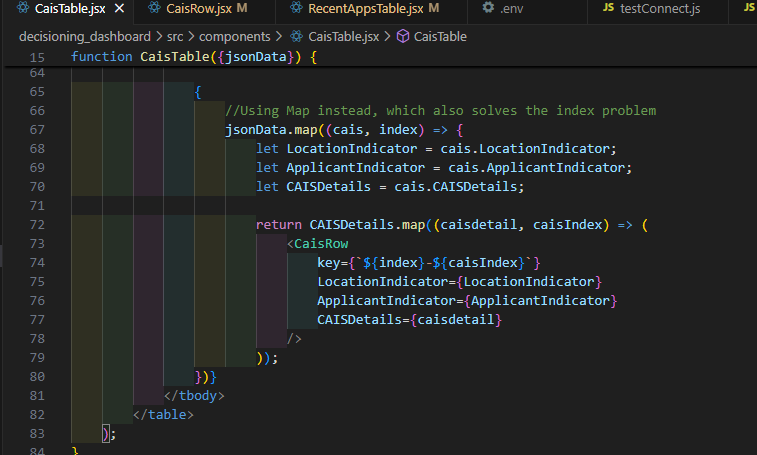 CaisTable.jsx CaisRow.jsx M RecentAppsTable.jsx M .env JS testConnect.js JS
decisioning_dashboard > src > components > CaisTable.jsx > CaisTable
15 function CaisTable({jsonData}) {
64
65 {
66 //Using Map instead, which also solves the index problem
67 jsonData.map((cais, index) => {
68 let LocationIndicator = cais.LocationIndicator;
69 let ApplicantIndicator = cais.ApplicantIndicator;
70 let CAISDetails = cais.CAISDetails;
71
72 return CAISDetails.map((caisdetail, caisIndex) => (
73 <CaisRow
74 key={`${index}-${caisIndex}`}
75 LocationIndicator={LocationIndicator}
76 ApplicantIndicator={ApplicantIndicator}
77 CAISDetails={caisdetail}
78 />
79 ));
80 })}
81 </tbody>
82 </table>
83 );
84 }